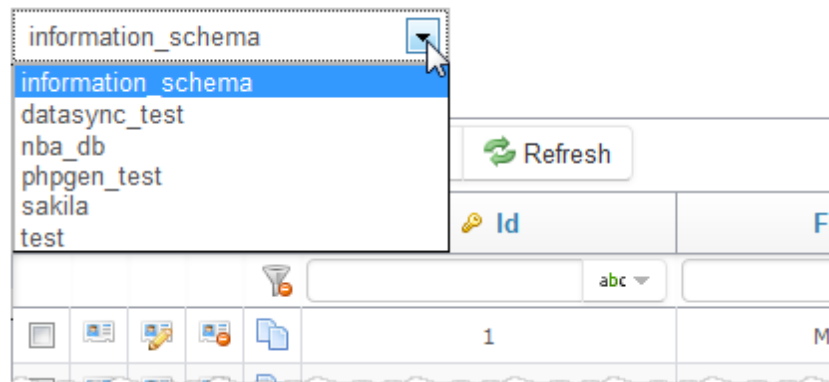 information_schema
information_schema
datasync_test
nba_db
phpgen_test
sakila
test
Refresh
Id
F
abc
1
M